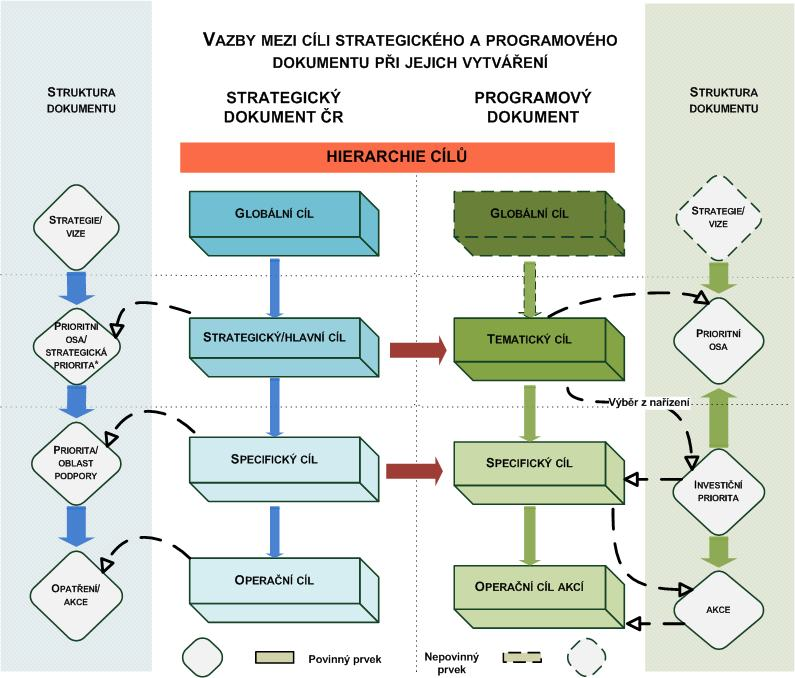 VAZBY MEZI CÍLI STRATEGICKÉHO A PROGRAMOVÉHO
DOKUMENTU PŘI JEJICH VYTVÁŘENÍ
STRUKTURA
DOKUMENTU
STRATEGICKÝ
DOKUMENT ČR
PROGRAMOVÝ
DOKUMENT
STRUKTURA
DOKUMENTU
HIERARCHIE CÍLŮ
STRATEGIE/
VIZE
GLOBÁLNÍ CÍL
GLOBÁLNÍ CÍL
STRATEGIE/
VIZE
PRIORITNÍ
OSA/
STRATEGICKÁ
PRIORITA*
STRATEGICKÝ/HLAVNÍ CÍL
TEMATICKÝ CÍL
PRIORITNÍ
OSA
Výběr z nařízení
PRIORITA/
OBLAST
PODPORY
SPECIFICKÝ CÍL
SPECIFICKÝ CÍL
INVESTIČNÍ
PRIORITA
OPATŘENÍ/
AKCE
OPERAČNÍ CÍL
OPERAČNÍ CÍL AKCÍ
AKCE
Povinný prvek
Nepovinný
prvek